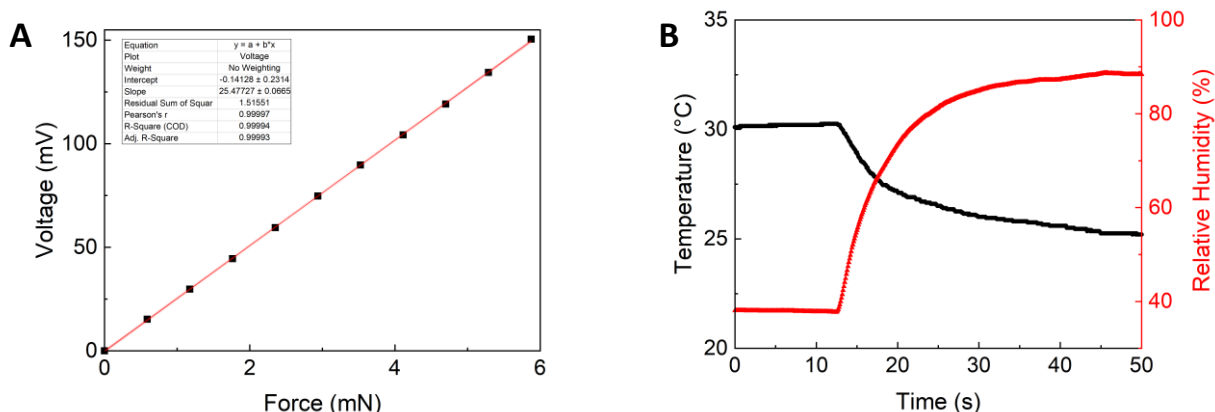 A
Voltage (mV)
150
100
50
0
Equation y = a + b*x
Plot Voltage
Weight No Weighting
Intercept -0.14128 ± 0.2314
Slope 25.47727 ± 0.0665
Residual Sum of Squar 1.51551
Pearson's r 0.99997
R-Square (COD) 0.99994
Adj. R-Square 0.99993
0 2 4 6
Force (mN)
B
Temperature (°C)
35
30
25
20
100
80
60
40
Relative Humidity (%)
0 10 20 30 40 50
Time (s)